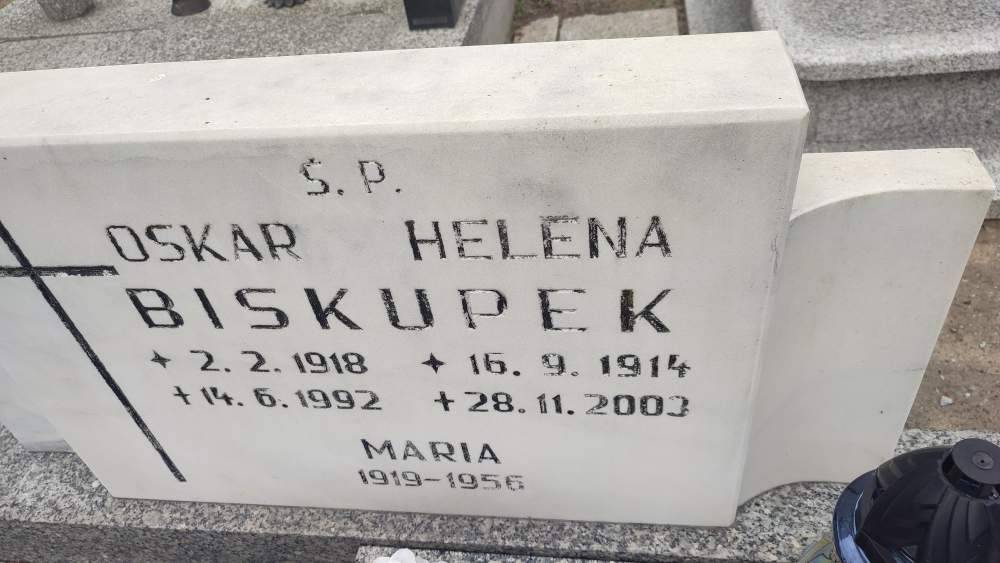 Ś. P.
OSKAR HELENA
BISKUPEK
✦ 2. 2. 1918 ✦ 16. 9. 1914
✝ 14. 6. 1992 ✝ 28. 11. 2003
MARIA
1919-1956